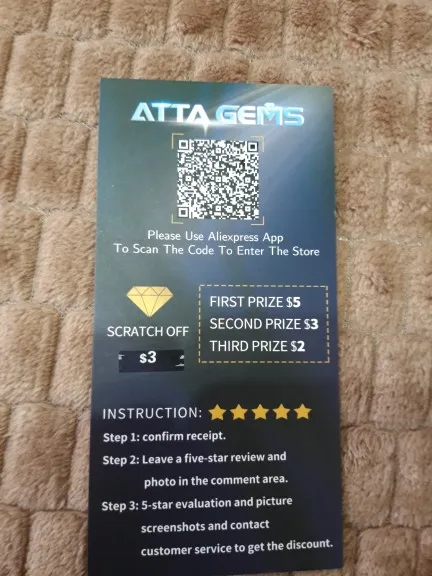 ATTA GEMS
Please Use Aliexpress App
To Scan The Code To Enter The Store
SCRATCH OFF
$3
FIRST PRIZE $5
SECOND PRIZE $3
THIRD PRIZE $2
INSTRUCTION:
Step 1: confirm receipt.
Step 2: Leave a five-star review and
photo in the comment area.
Step 3: 5-star evaluation and picture
screenshots and contact
customer service to get the discount.